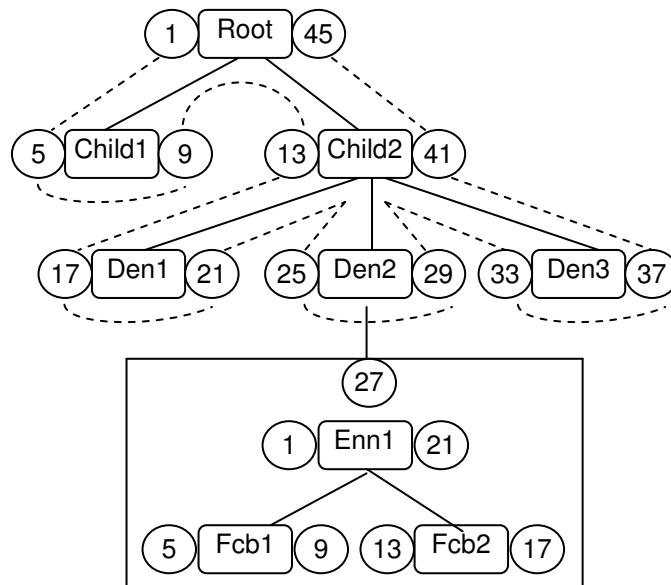 1 Root 45
5 Child1 9 13 Child2 41
17 Den1 21 25 Den2 29 33 Den3 37
27
1 Enn1 21
5 Fcb1 9 13 Fcb2 17